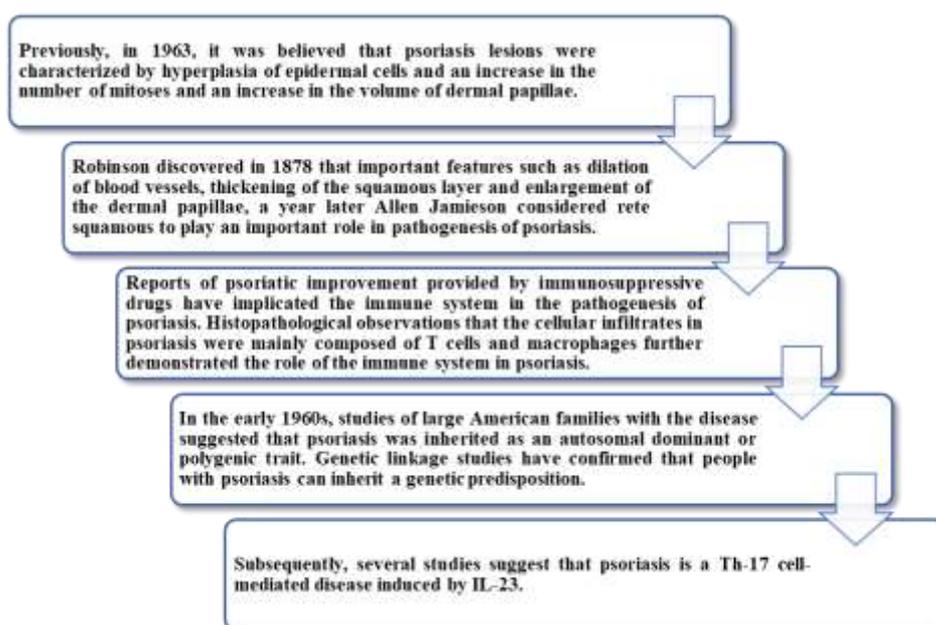 Previously, in 1963, it was believed that psoriasis lesions were
characterized by hyperplasia of epidermal cells and an increase in the
number of mitoses and an increase in the volume of dermal papillae.
Robinson discovered in 1878 that important features such as dilation
of blood vessels, thickening of the squamous layer and enlargement of
the dermal papillae, a year later Allen Jamieson considered rete
squamous to play an important role in pathogenesis of psoriasis.
Reports of psoriatic improvement provided by immunosuppressive
drugs have implicated the immune system in the pathogenesis of
psoriasis. Histopathological observations that the cellular infiltrates in
psoriasis were mainly composed of T cells and macrophages further
demonstrated the role of the immune system in psoriasis.
In the early 1960s, studies of large American families with the disease
suggested that psoriasis was inherited as an autosomal dominant or
polygenic trait. Genetic linkage studies have confirmed that people
with psoriasis can inherit a genetic predisposition.
Subsequently, several studies suggest that psoriasis is a Th-17 cell-
mediated disease induced by IL-23.